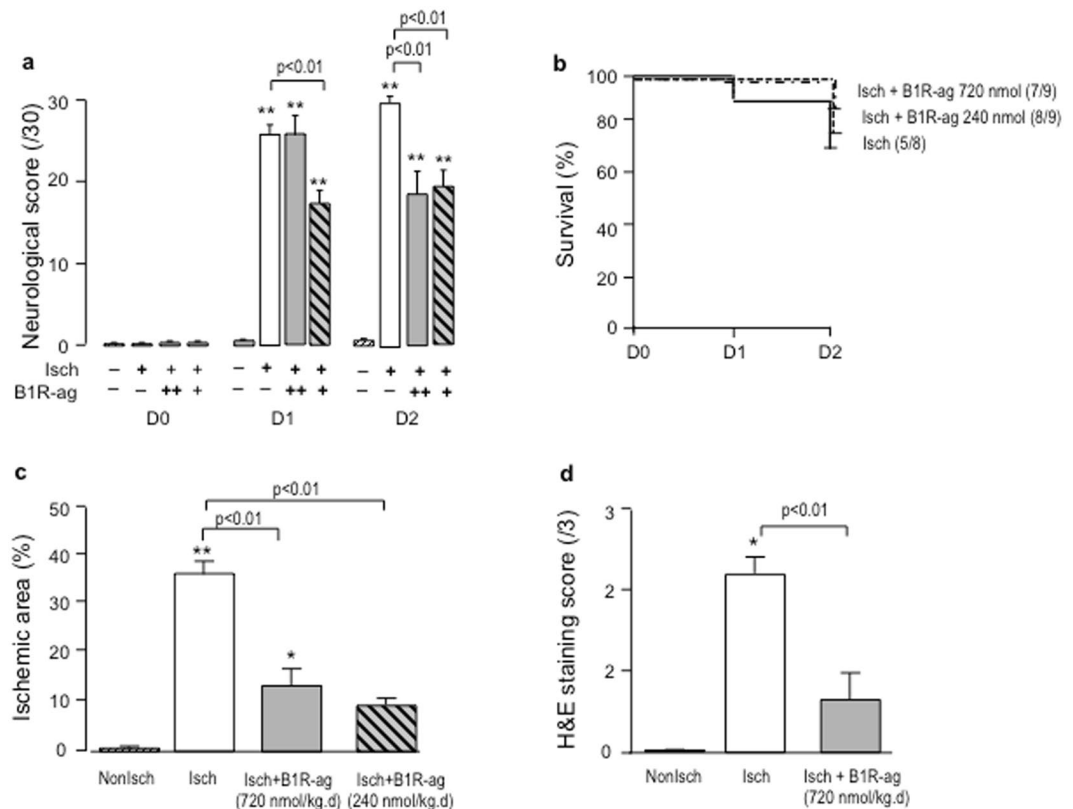 a
Neurological score (/30)
30
20
10
0
p<0.01
** ** **
p<0.01
p<0.01
** ** **
Isch – + + + – + + + – + + +
B1R-ag – – ++ + – – ++ + – – ++ +
D0 D1 D2
b
Survival (%)
100
80
60
40
20
0
D0 D1 D2
Isch + B1R-ag 720 nmol (7/9)
Isch + B1R-ag 240 nmol (8/9)
Isch (5/8)
c
Ischemic area (%)
50
40
30
20
10
0
p<0.01
p<0.01
**
*
NonIsch Isch Isch+B1R-ag Isch+B1R-ag
(720 nmol/kg.d) (240 nmol/kg.d)
d
H&E staining score (/3)
3
2
2
0
p<0.01
*
NonIsch Isch Isch + B1R-ag
(720 nmol/kg.d)